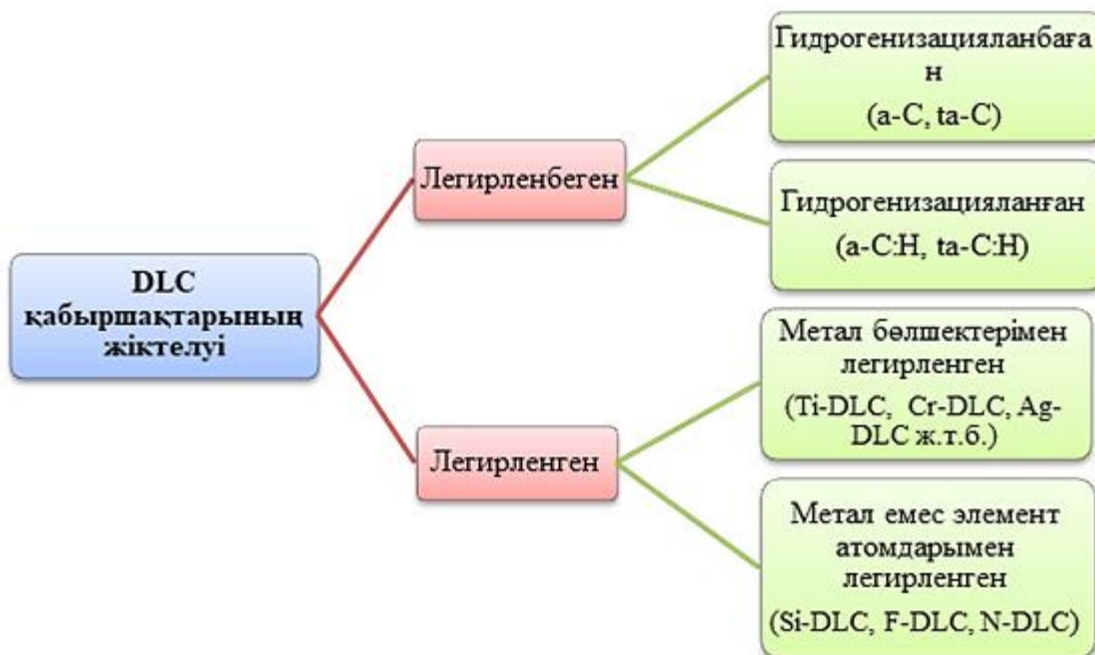 DLC
қабыршақтарының
жіктелуі
Легирленбеген
Гидрогенизацияланбаға
н
(a-C, ta-C)
Гидрогенизацияланған
(a-C:H, ta-C:H)
Легирленген
Метал бөлшектерімен
легирленген
(Ti-DLC, Cr-DLC, Ag-
DLC ж.т.б.)
Метал емес элемент
атомдарымен
легирленген
(Si-DLC, F-DLC, N-DLC)